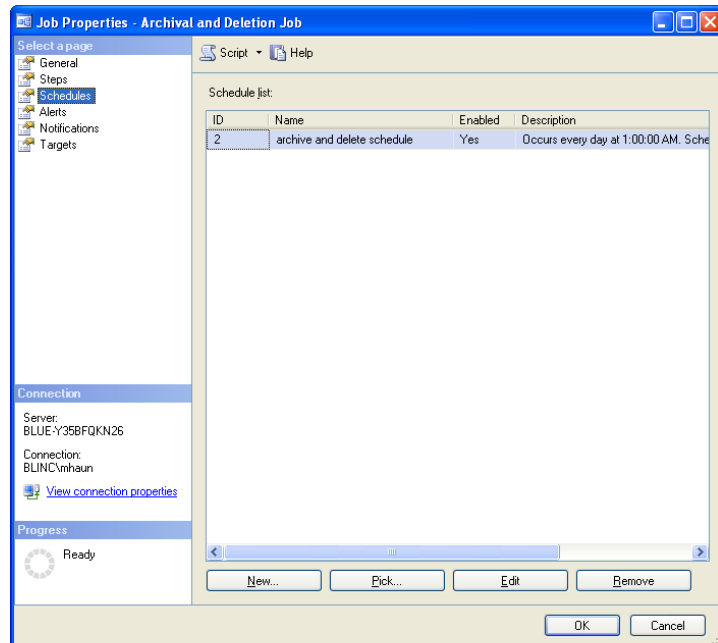 Job Properties - Archival and Deletion Job
Select a page
General
Steps
Schedules
Alerts
Notifications
Targets
Script
Help
Schedule list:
ID Name Enabled Description
2 archive and delete schedule Yes Occurs every day at 1:00:00 AM. Sche
Connection
Server:
BLUE-Y35BFQKN26
Connection:
BLINC\mhaun
View connection properties
Progress
Ready
New... Pick... Edit Remove
OK Cancel